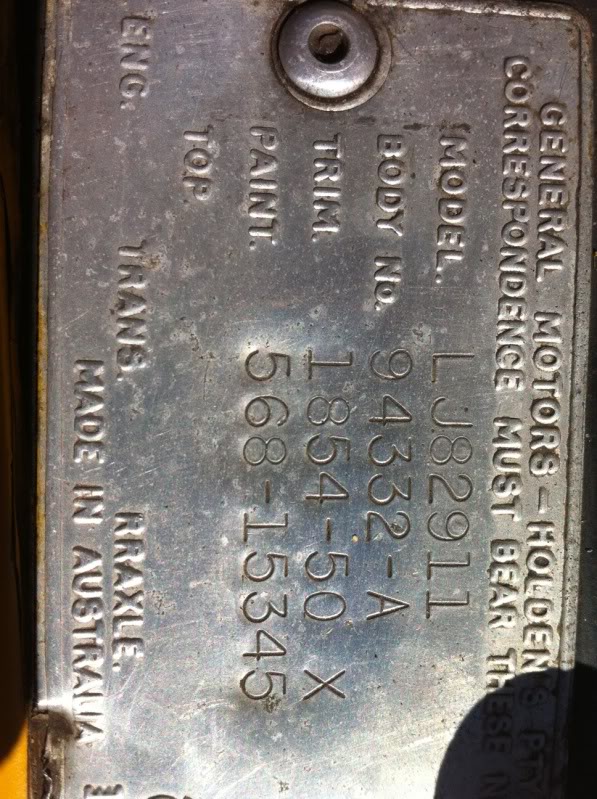 GENERAL MOTORS-HOLDEN'S PTY
CORRESPONDENCE MUST BEAR THESE N
MODEL. LJ82911
BODY No. 94332-A
TRIM. 1854-50 X
PAINT. 568-15345
TOP.
ENG. TRANS. RRAXLE.
MADE IN AUSTRALIA